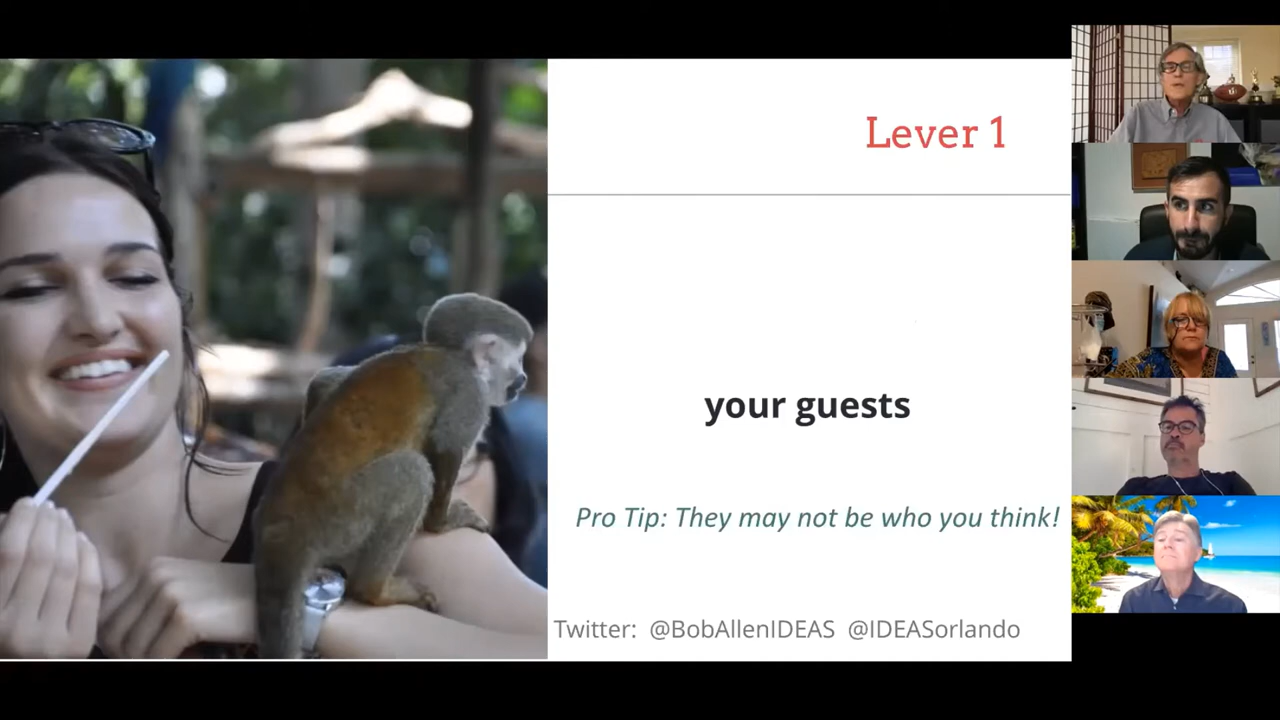 Lever 1
your guests
Pro Tip: They may not be who you think!
Twitter: @BobAllenIDEAS @IDEASorlando